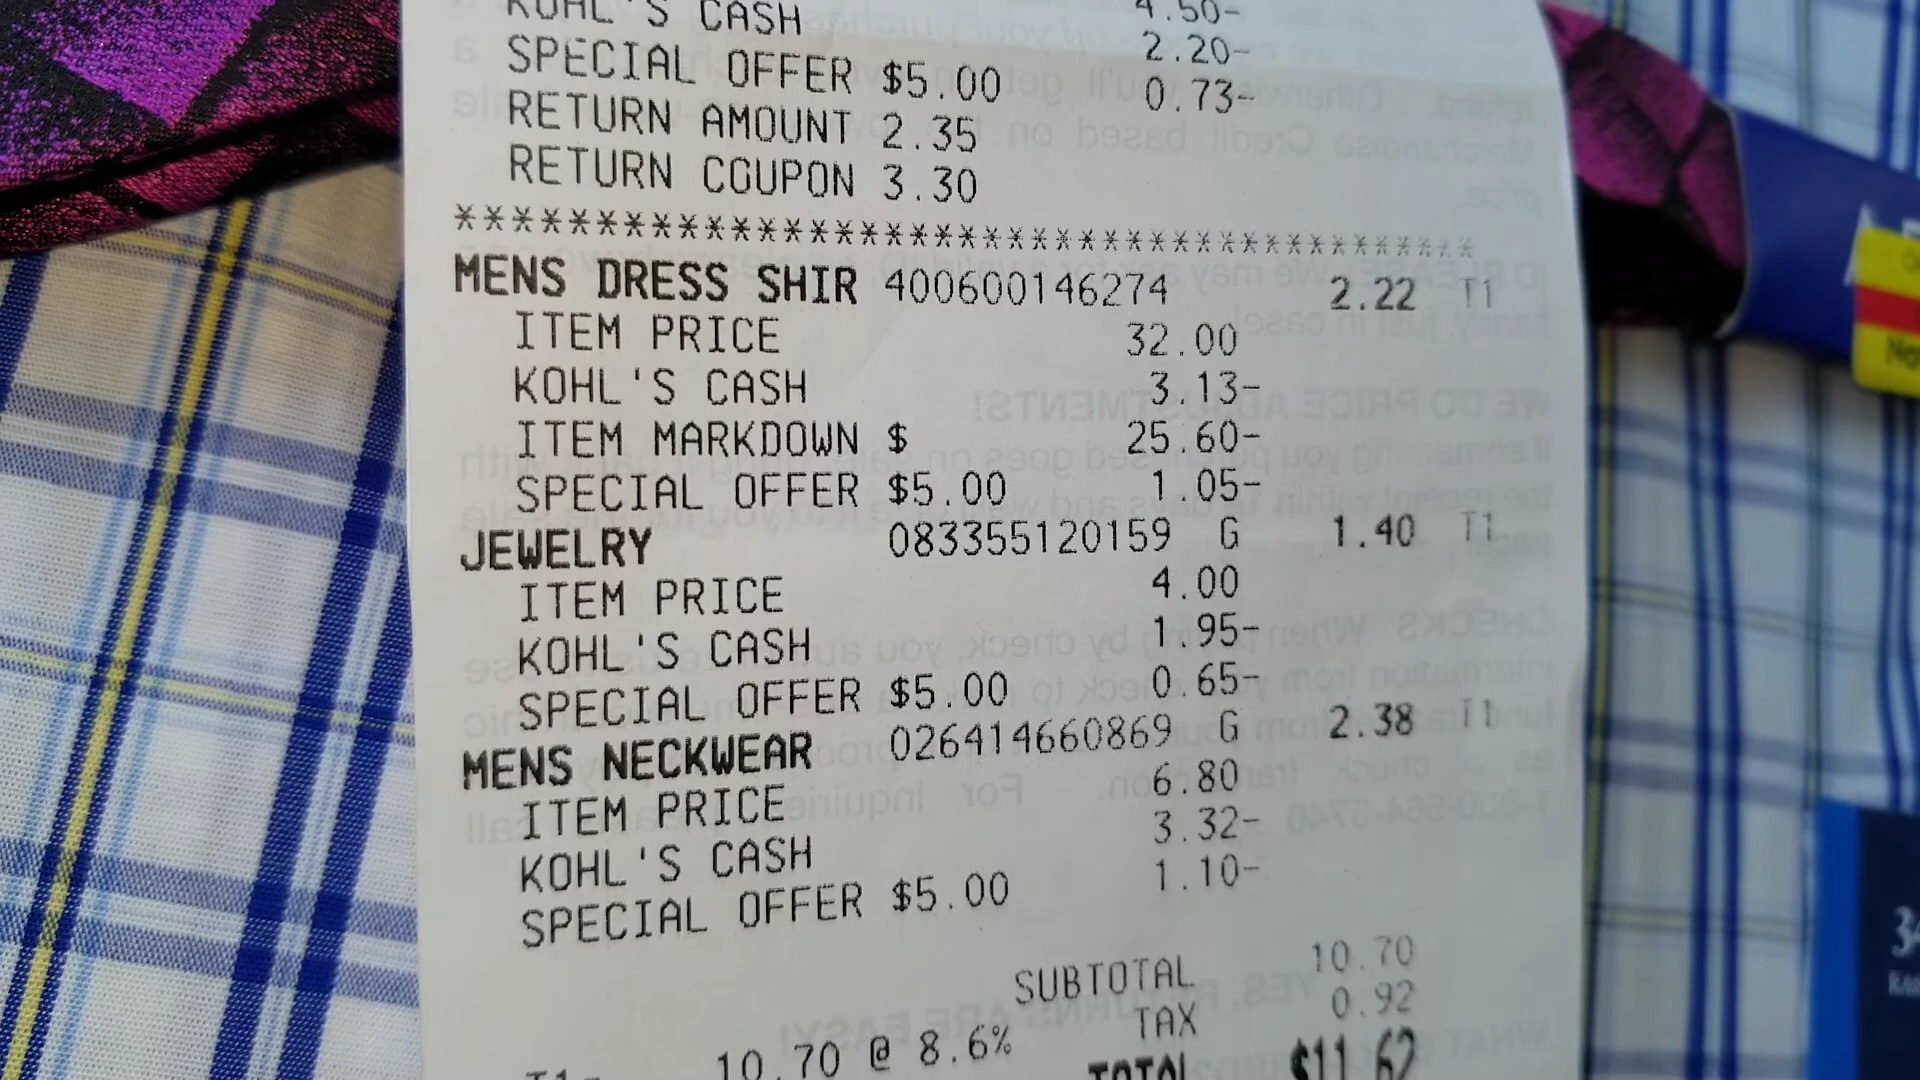 KOHL'S CASH 4.50-
SPECIAL OFFER $5.00 2.20-
RETURN AMOUNT 2.35 0.73-
RETURN COUPON 3.30
******************************************
MENS DRESS SHIR 400600146274 2.22 T1
ITEM PRICE 32.00
KOHL'S CASH 3.13-
ITEM MARKDOWN $ 25.60-
SPECIAL OFFER $5.00 1.05-
JEWELRY 083355120159 G 1.40 T1
ITEM PRICE 4.00
KOHL'S CASH 1.95-
SPECIAL OFFER $5.00 0.65-
MENS NECKWEAR 026414660869 G 2.38 T1
ITEM PRICE 6.80
KOHL'S CASH 3.32-
SPECIAL OFFER $5.00 1.10-
SUBTOTAL 10.70
T1- 10.70 @ 8.6% TAX 0.92
TOTAL $11.62